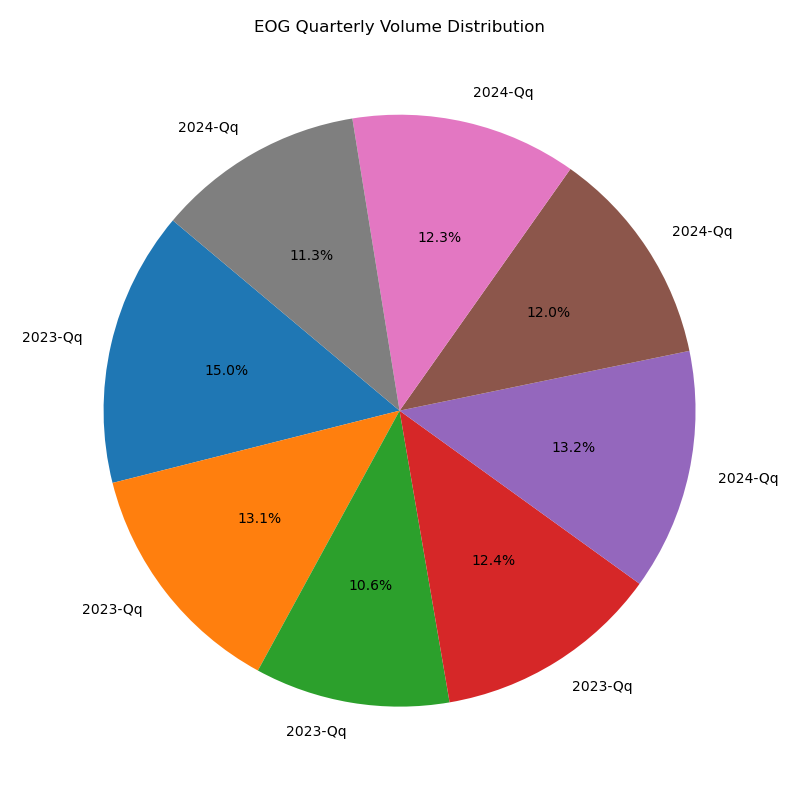 EOG Quarterly Volume Distribution
2024-Qq
2024-Qq
2024-Qq
12.3%
11.3%
12.0%
2023-Qq
15.0%
13.2%
2024-Qq
13.1%
12.4%
10.6%
2023-Qq
2023-Qq
2023-Qq